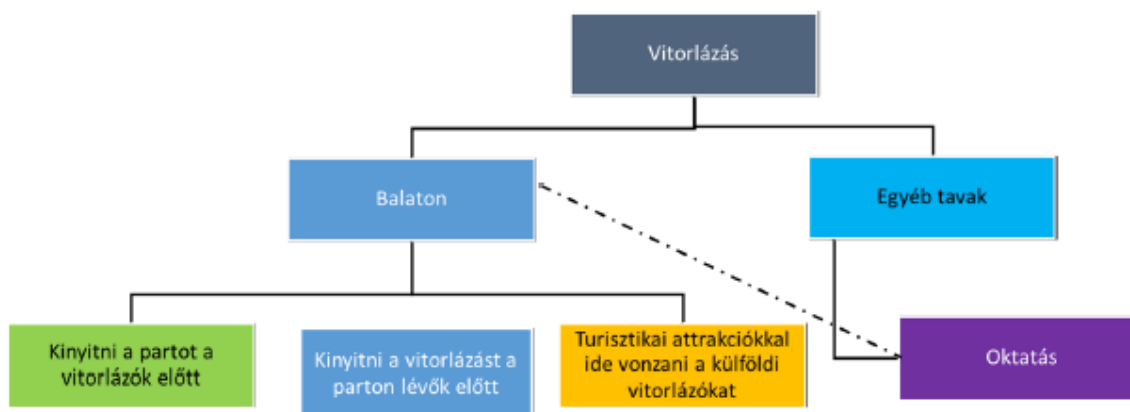 Vitorlázás
Balaton
Egyéb tavak
Kinyitni a partot a
vitorlázók előtt
Kinyitni a vitorlázást a
parton lévők előtt
Turisztikai attrakciókkal
ide vonzani a külföldi
vitorlázókat
Oktatás